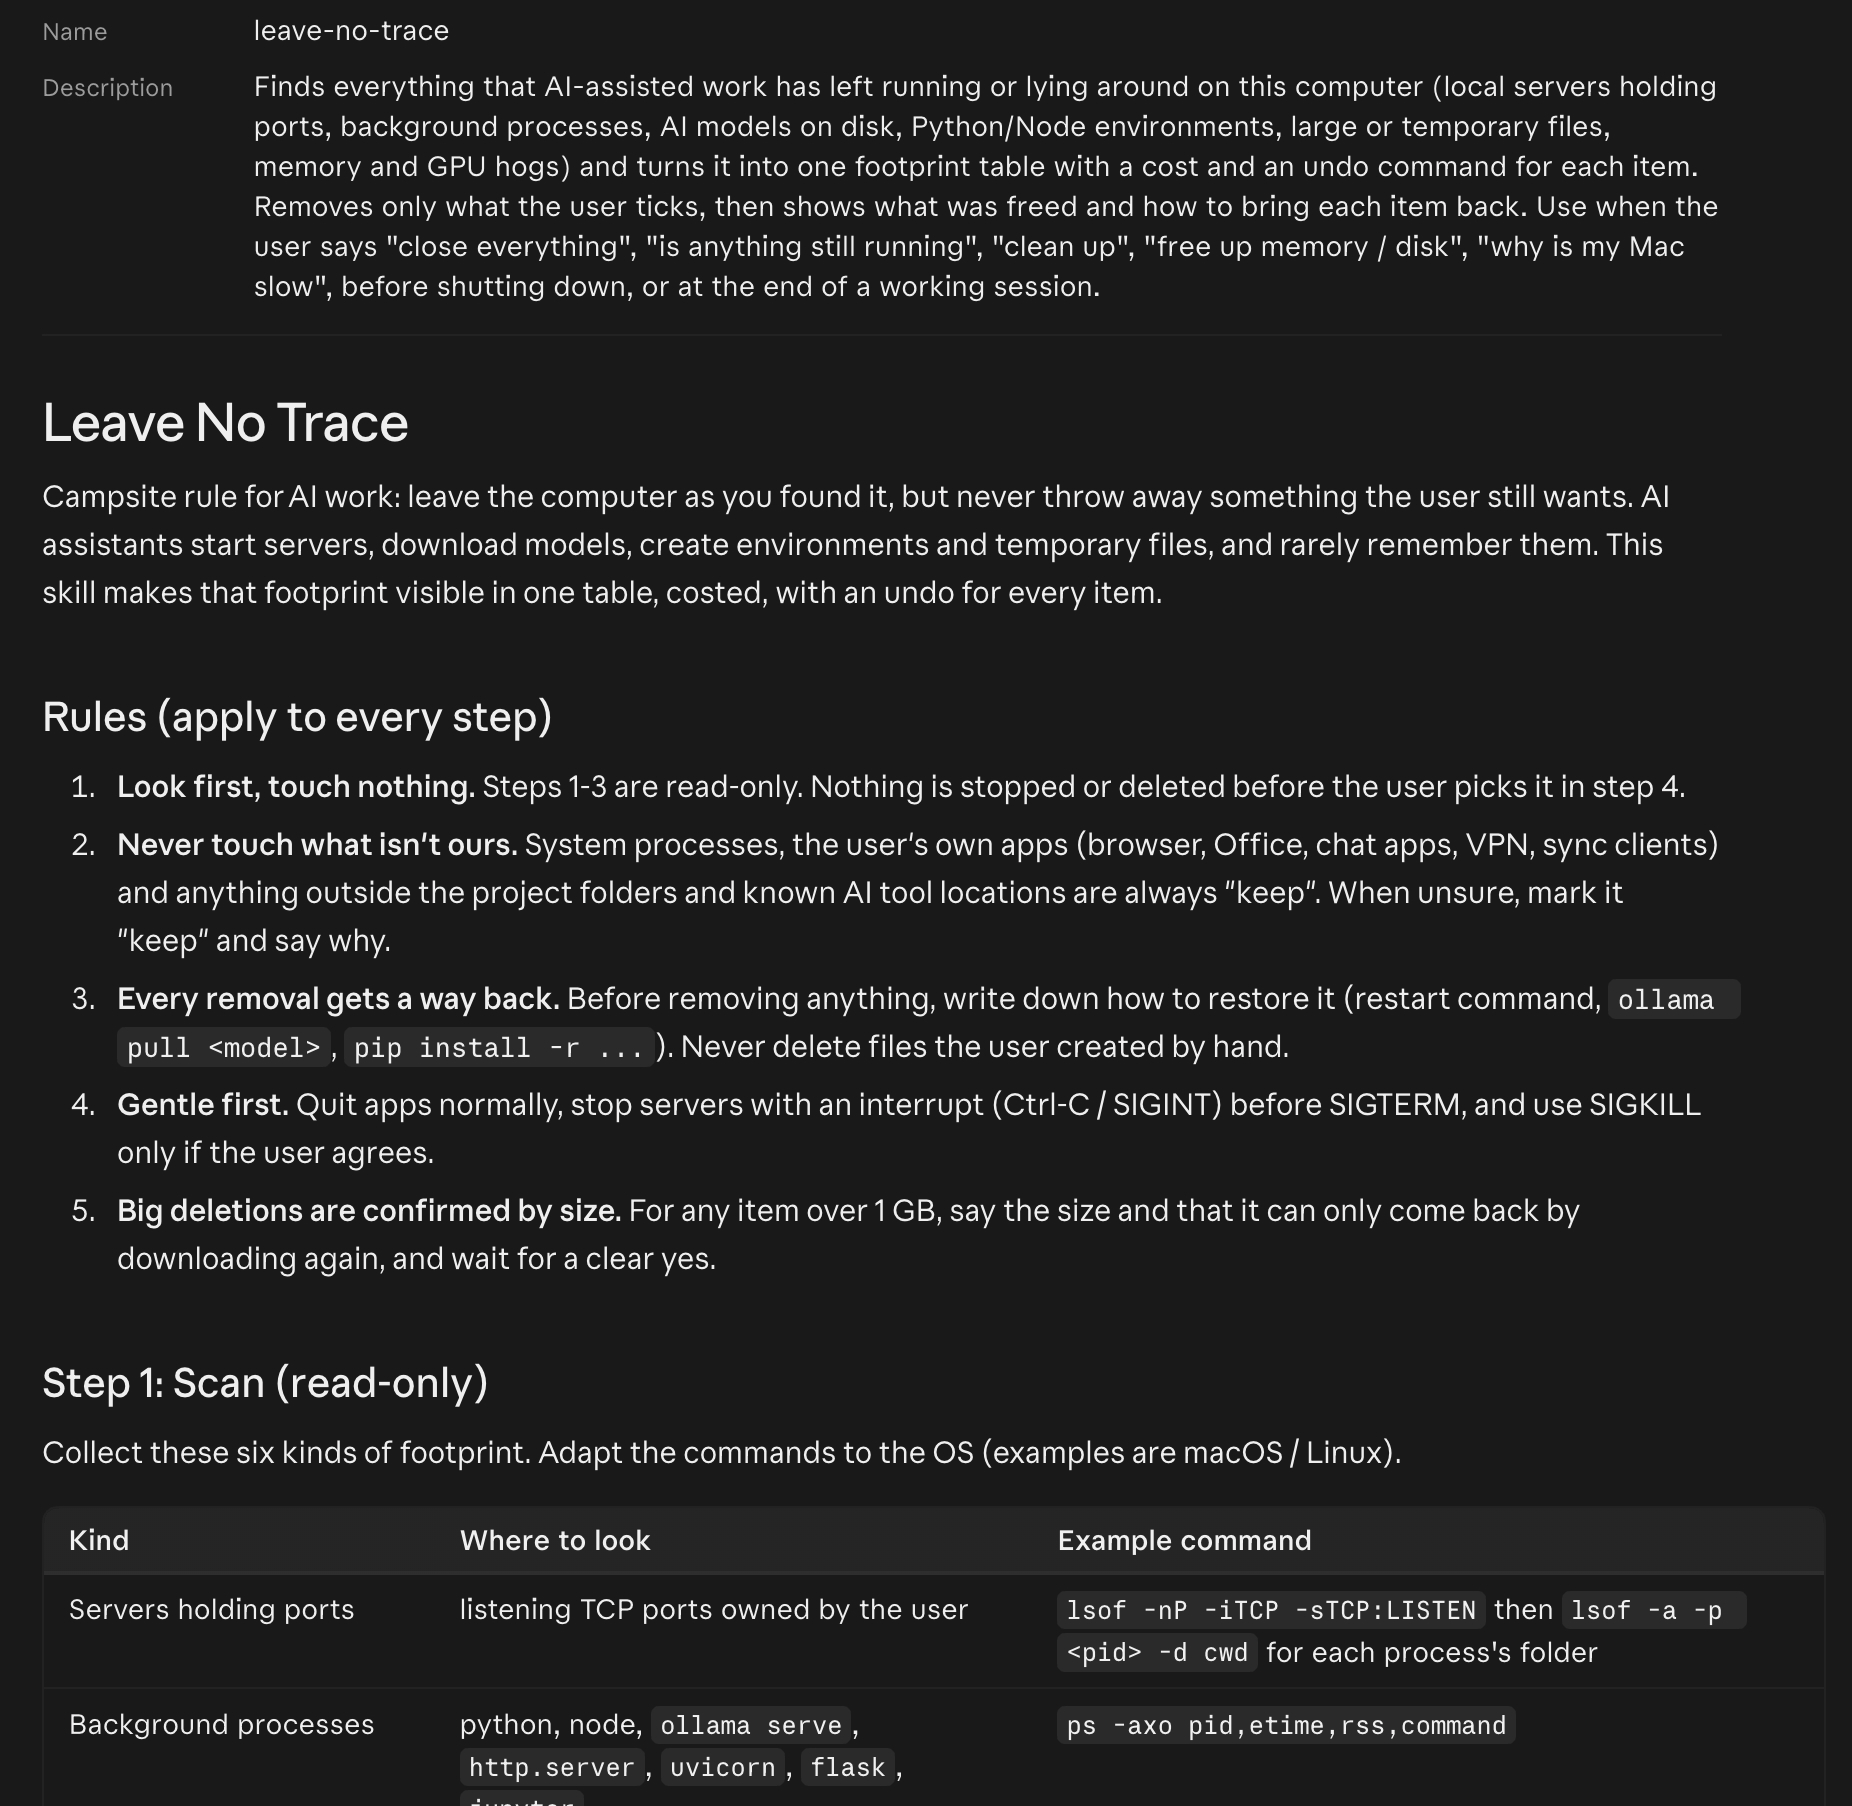 Name
leave-no-trace
Description
Finds everything that AI-assisted work has left running or lying around on this computer (local servers holding
ports, background processes, AI models on disk, Python/Node environments, large or temporary files,
memory and GPU hogs) and turns it into one footprint table with a cost and an undo command for each item.
Removes only what the user ticks, then shows what was freed and how to bring each item back. Use when the
user says "close everything", "is anything still running", "clean up", "free up memory / disk", "why is my Mac
slow", before shutting down, or at the end of a working session.
Leave No Trace
Campsite rule for AI work: leave the computer as you found it, but never throw away something the user still wants. AI
assistants start servers, download models, create environments and temporary files, and rarely remember them. This
skill makes that footprint visible in one table, costed, with an undo for every item.
Rules (apply to every step)
1. Look first, touch nothing. Steps 1-3 are read-only. Nothing is stopped or deleted before the user picks it in step 4.
2. Never touch what isn't ours. System processes, the user's own apps (browser, Office, chat apps, VPN, sync clients)
and anything outside the project folders and known AI tool locations are always "keep". When unsure, mark it
"keep" and say why.
3. Every removal gets a way back. Before removing anything, write down how to restore it (restart command, ollama
pull <model>, pip install -r ...). Never delete files the user created by hand.
4. Gentle first. Quit apps normally, stop servers with an interrupt (Ctrl-C / SIGINT) before SIGTERM, and use SIGKILL
only if the user agrees.
5. Big deletions are confirmed by size. For any item over 1 GB, say the size and that it can only come back by
downloading again, and wait for a clear yes.
Step 1: Scan (read-only)
Collect these six kinds of footprint. Adapt the commands to the OS (examples are macOS / Linux).
Kind
Where to look
Example command
Servers holding ports
listening TCP ports owned by the user
lsof -nP -iTCP -sTCP:LISTEN then lsof -a -p
<pid> -d cwd for each process's folder
Background processes
python, node, ollama serve,
http.server, uvicorn, flask,
ps -axo pid,etime,rss,command